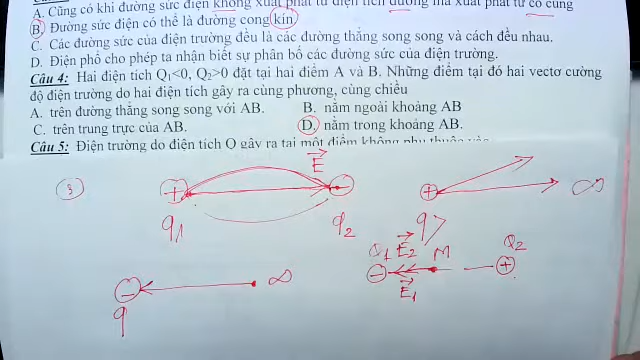 A. Cũng có khi đường sức điện không xuất phát từ điện tích dương mà xuất phát từ vô cùng
B. Đường sức điện có thể là đường cong kín
C. Các đường sức của điện trường đều là các đường thẳng song song và cách đều nhau.
D. Điện phổ cho phép ta nhận biết sự phân bố các đường sức của điện trường.
Câu 4: Hai điện tích Q₁<0, Q₂>0 đặt tại hai điểm A và B. Những điểm tại đó hai vectơ cường
độ điện trường do hai điện tích gây ra cùng phương, cùng chiều
A. trên đường thẳng song song với AB. B. nằm ngoài khoảng AB
C. trên trung trực của AB. D. nằm trong khoảng AB.
Câu 5: Điện trường do điện tích Q gây ra tại một điểm không phụ thuộc vào
3 + E − + ∞
q₁ q₂ q
Q₁ E₂ M Q₂
− +
E₁
− ∞
q